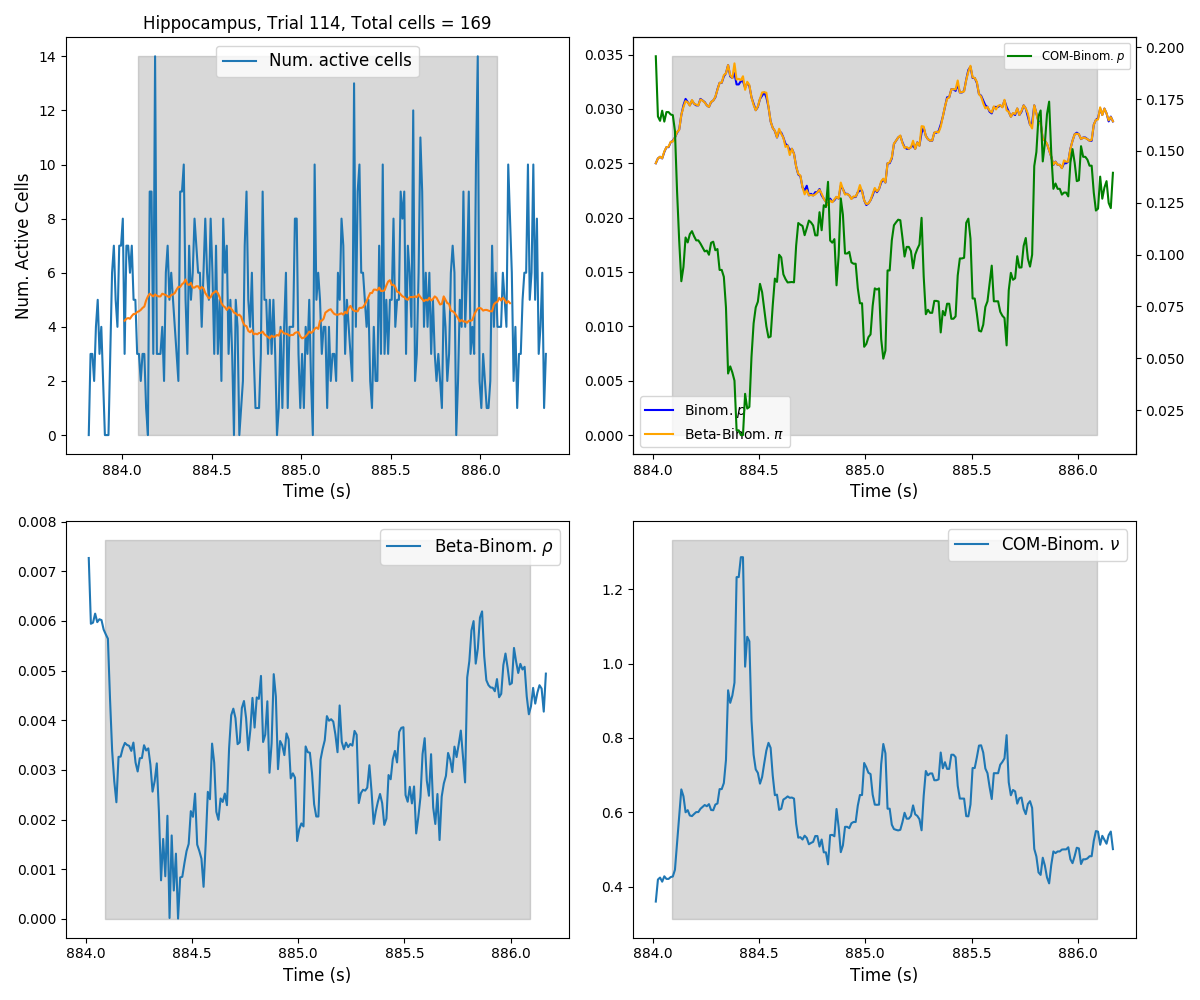 Hippocampus, Trial 114, Total cells = 169
Num. active cells
Num. Active Cells
14
12
10
8
6
4
2
0
884.0 884.5 885.0 885.5 886.0
Time (s)
COM-Binom. p
0.035
0.030
0.025
0.020
0.015
0.010
0.005
0.000
0.200
0.175
0.150
0.125
0.100
0.075
0.050
0.025
Binom. p
Beta-Binom. π
884.0 884.5 885.0 885.5 886.0
Time (s)
Beta-Binom. ρ
0.008
0.007
0.006
0.005
0.004
0.003
0.002
0.001
0.000
884.0 884.5 885.0 885.5 886.0
Time (s)
COM-Binom. ν
1.2
1.0
0.8
0.6
0.4
884.0 884.5 885.0 885.5 886.0
Time (s)